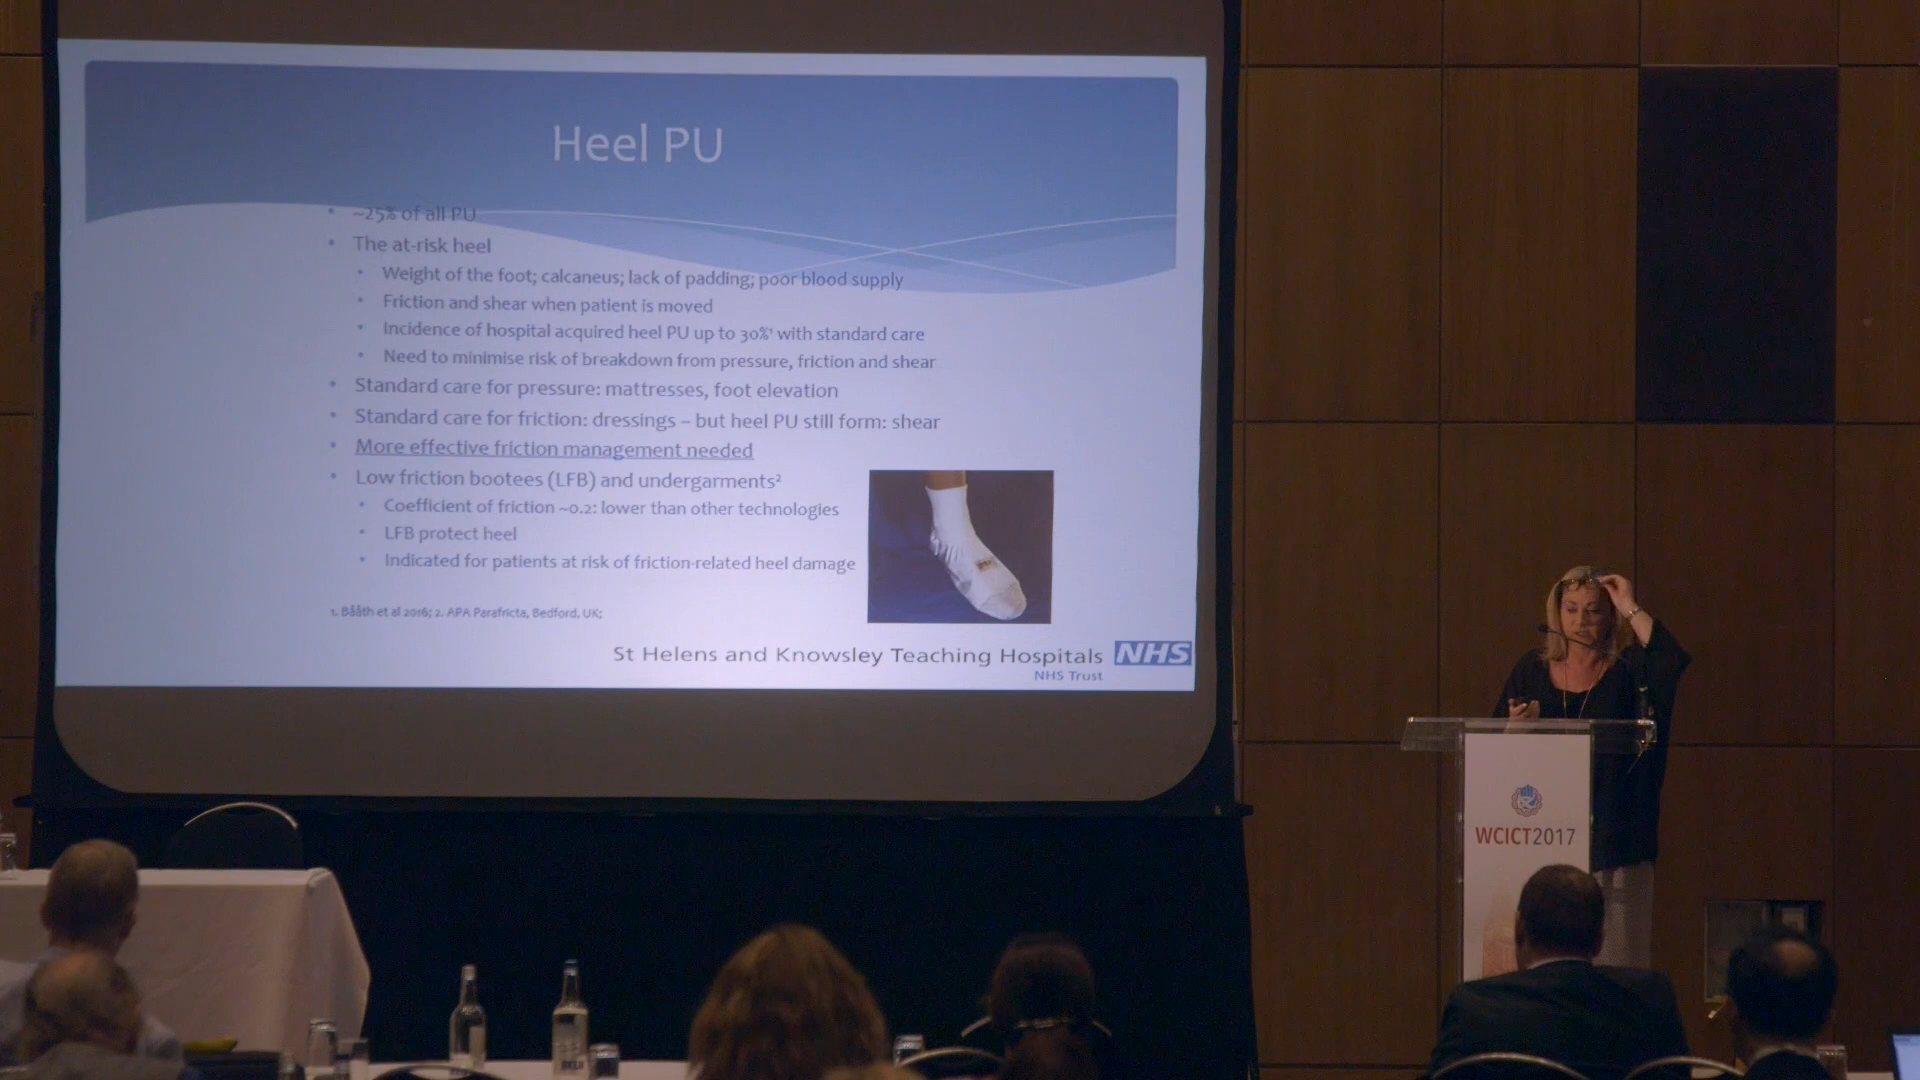 Heel PU
• ~25% of all PU
• The at-risk heel
• Weight of the foot; calcaneus; lack of padding; poor blood supply
• Friction and shear when patient is moved
• Incidence of hospital acquired heel PU up to 30%¹ with standard care
• Need to minimise risk of breakdown from pressure, friction and shear
• Standard care for pressure: mattresses, foot elevation
• Standard care for friction: dressings – but heel PU still form: shear
• More effective friction management needed
• Low friction bootees (LFB) and undergarments²
• Coefficient of friction ~0.2: lower than other technologies
• LFB protect heel
• Indicated for patients at risk of friction-related heel damage
1. Bååth et al 2016; 2. APA Parafricta, Bedford, UK;
St Helens and Knowsley Teaching Hospitals NHS
NHS Trust
WCICT2017